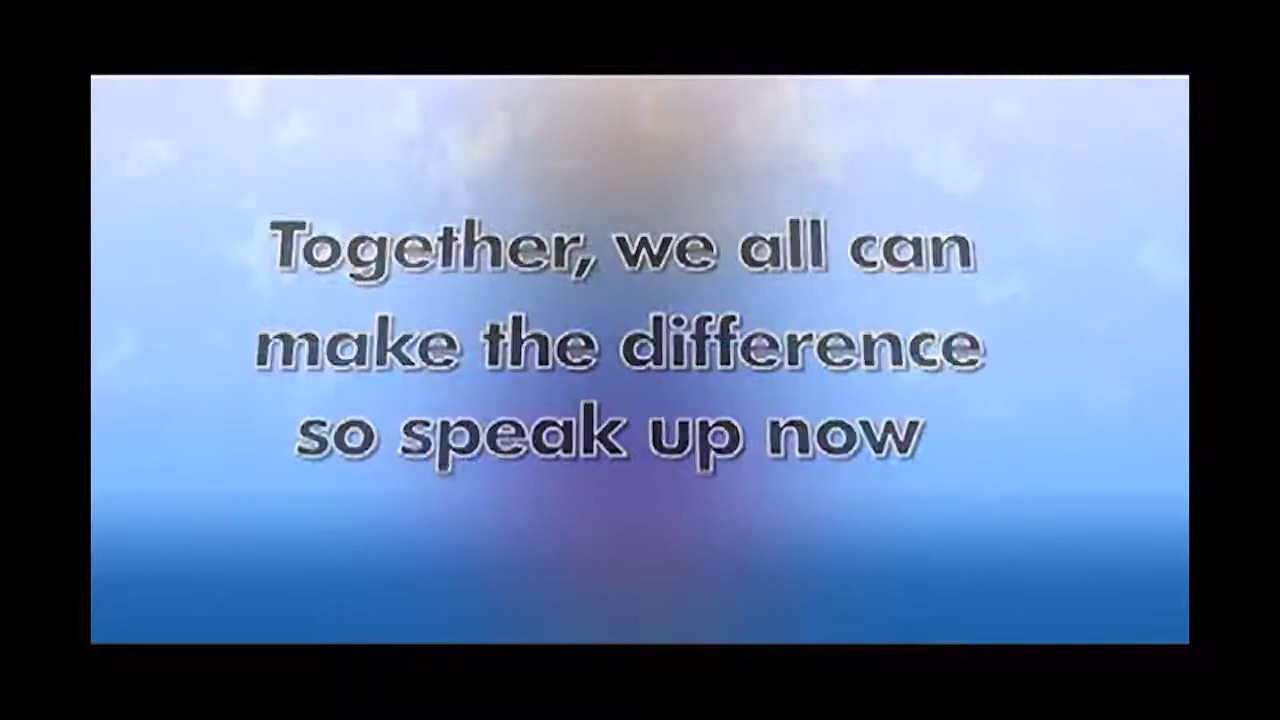 Together, we all can
make the difference
so speak up now